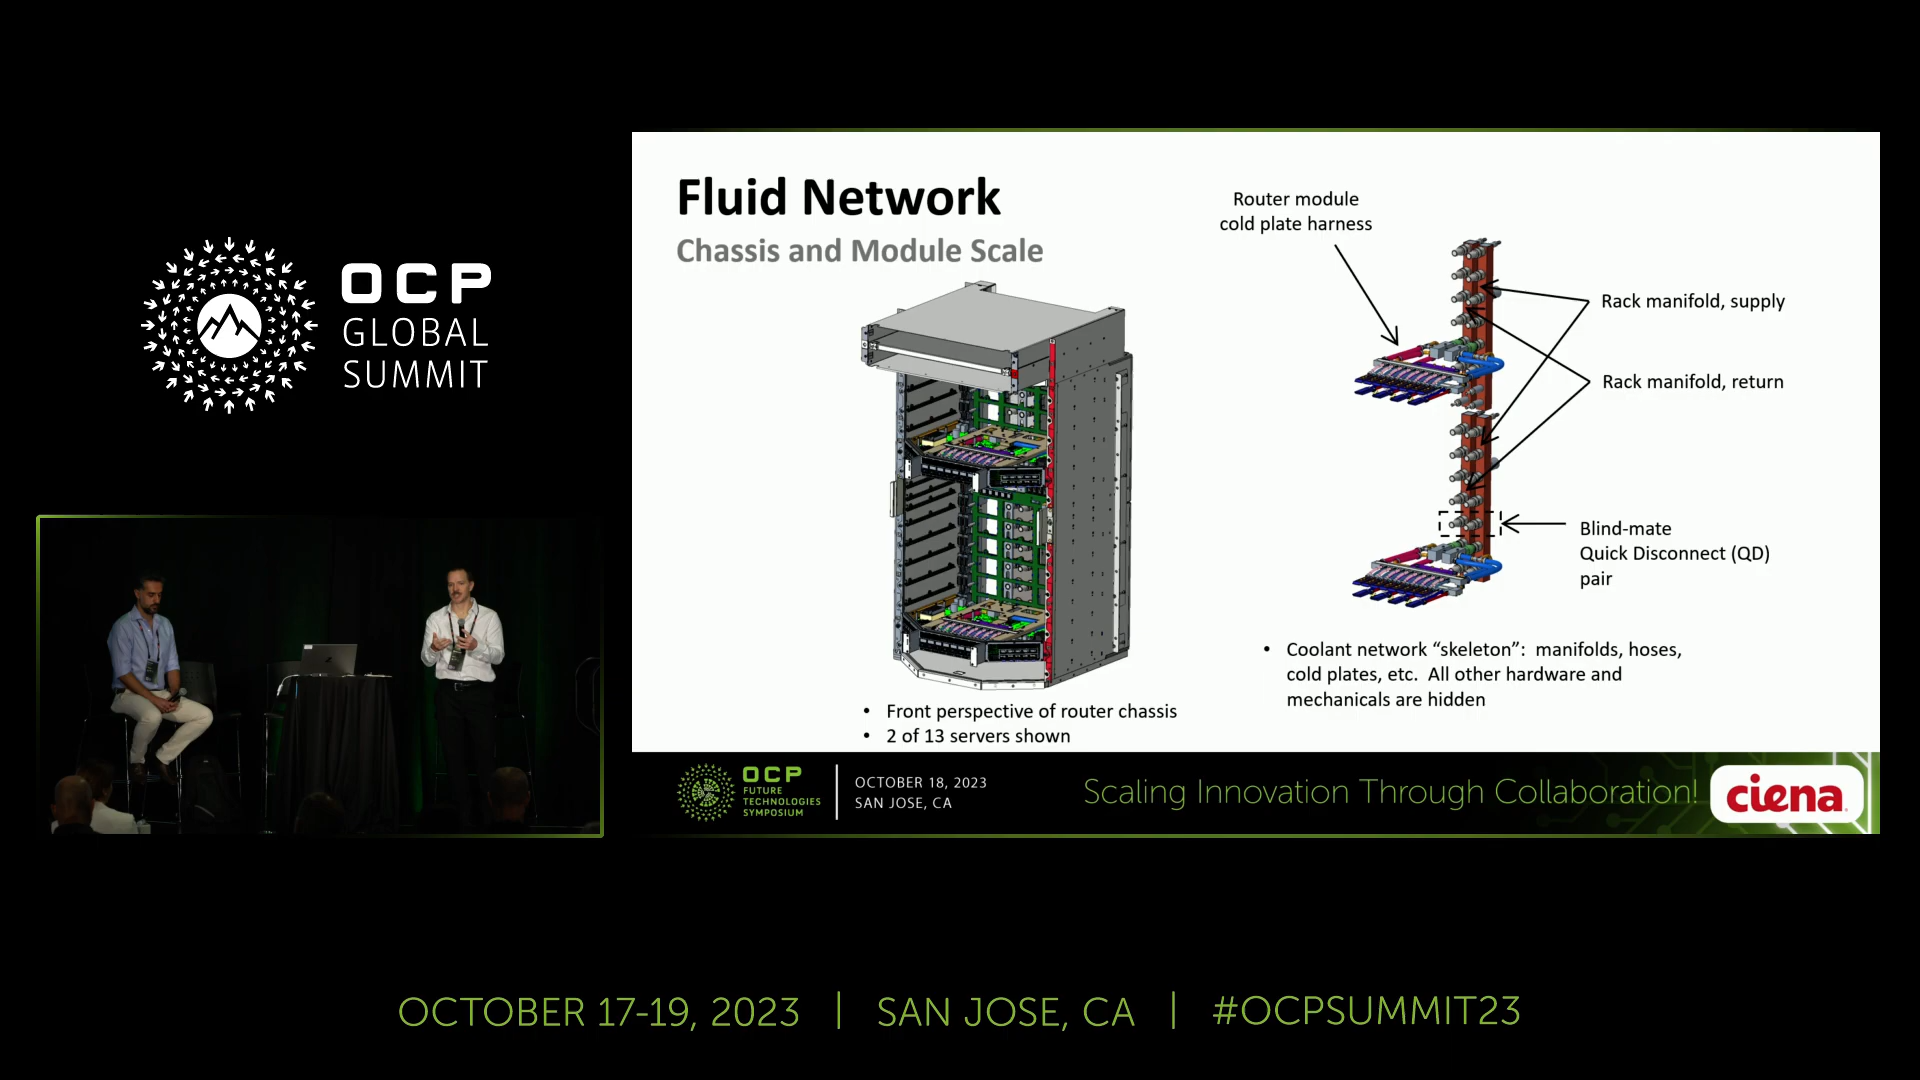 OCP
GLOBAL
SUMMIT
Fluid Network
Chassis and Module Scale
Router module
cold plate harness
Rack manifold, supply
Rack manifold, return
Blind-mate
Quick Disconnect (QD)
pair
• Coolant network “skeleton”: manifolds, hoses,
cold plates, etc. All other hardware and
mechanicals are hidden
• Front perspective of router chassis
• 2 of 13 servers shown
OCP
FUTURE
TECHNOLOGIES
SYMPOSIUM
OCTOBER 18, 2023
SAN JOSE, CA
Scaling Innovation Through Collaboration!
ciena
OCTOBER 17-19, 2023 | SAN JOSE, CA | #OCPSUMMIT23